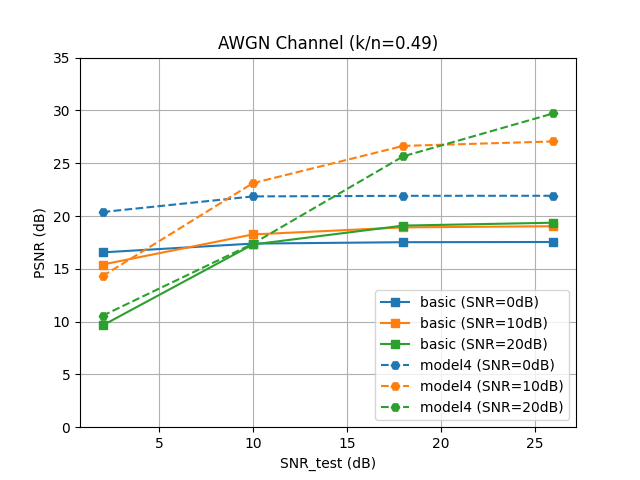 AWGN Channel (k/n=0.49)
35
30
25
20
15
10
5
0
PSNR (dB)
5
10
15
20
25
SNR_test (dB)
basic (SNR=0dB)
basic (SNR=10dB)
basic (SNR=20dB)
model4 (SNR=0dB)
model4 (SNR=10dB)
model4 (SNR=20dB)